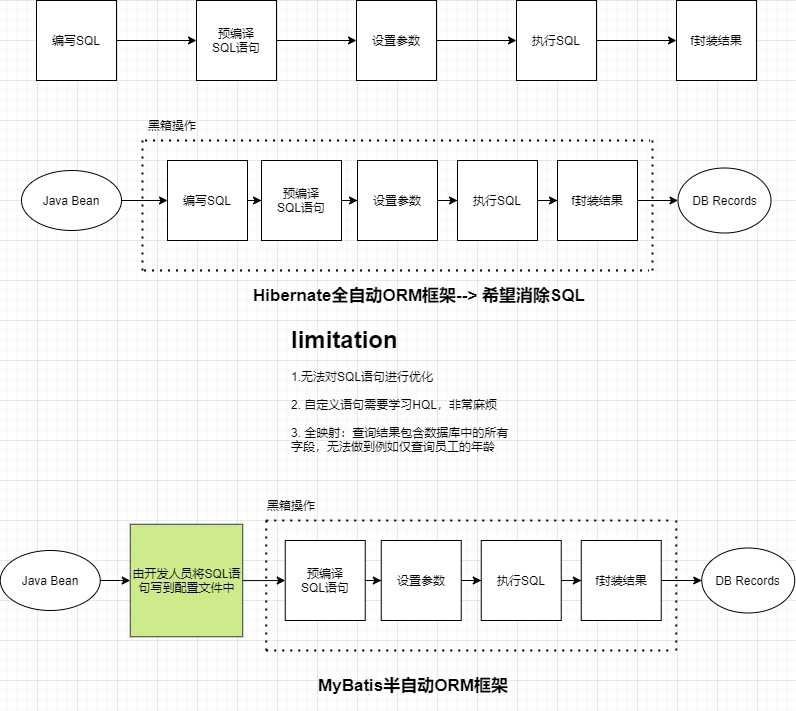 编写SQL
预编译
SQL语句
设置参数
执行SQL
f封装结果
黑箱操作
Java Bean
编写SQL
预编译
SQL语句
设置参数
执行SQL
f封装结果
DB Records
Hibernate全自动ORM框架--> 希望消除SQL
limitation
1.无法对SQL语句进行优化
2. 自定义语句需要学习HQL，非常麻烦
3. 全映射：查询结果包含数据库中的所有
字段，无法做到例如仅查询员工的年龄
黑箱操作
Java Bean
由开发人员将SQL语
句写到配置文件中
预编译
SQL语句
设置参数
执行SQL
f封装结果
DB Records
MyBatis半自动ORM框架